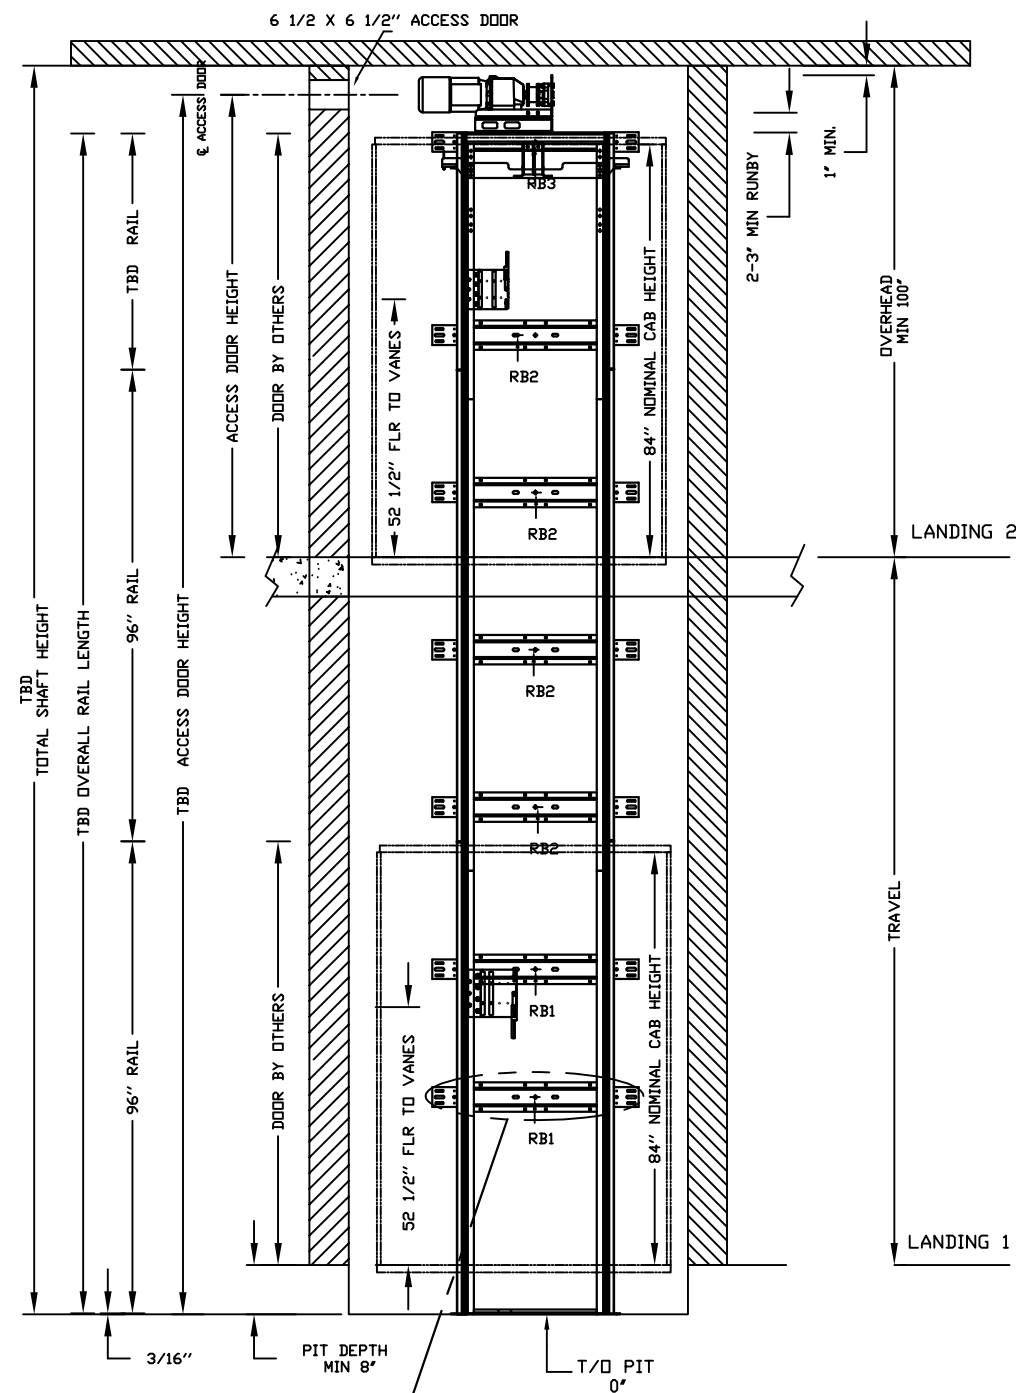 6 1/2 X 6 1/2" ACCESS DOOR
℄ ACCESS DOOR
1" MIN.
2-3" MIN RUNBY
RB3
TBD RAIL
ACCESS DOOR HEIGHT
DOOR BY OTHERS
52 1/2" FLR TO VANES
84" NOMINAL CAB HEIGHT
OVERHEAD
MIN 100"
RB2
RB2
LANDING 2
TBD
TOTAL SHAFT HEIGHT
TBD OVERALL RAIL LENGTH
96" RAIL
TBD ACCESS DOOR HEIGHT
RB2
RB2
TRAVEL
96" RAIL
DOOR BY OTHERS
52 1/2" FLR TO VANES
84" NOMINAL CAB HEIGHT
RB1
RB1
LANDING 1
3/16"
PIT DEPTH
MIN 8"
T/O PIT
0"